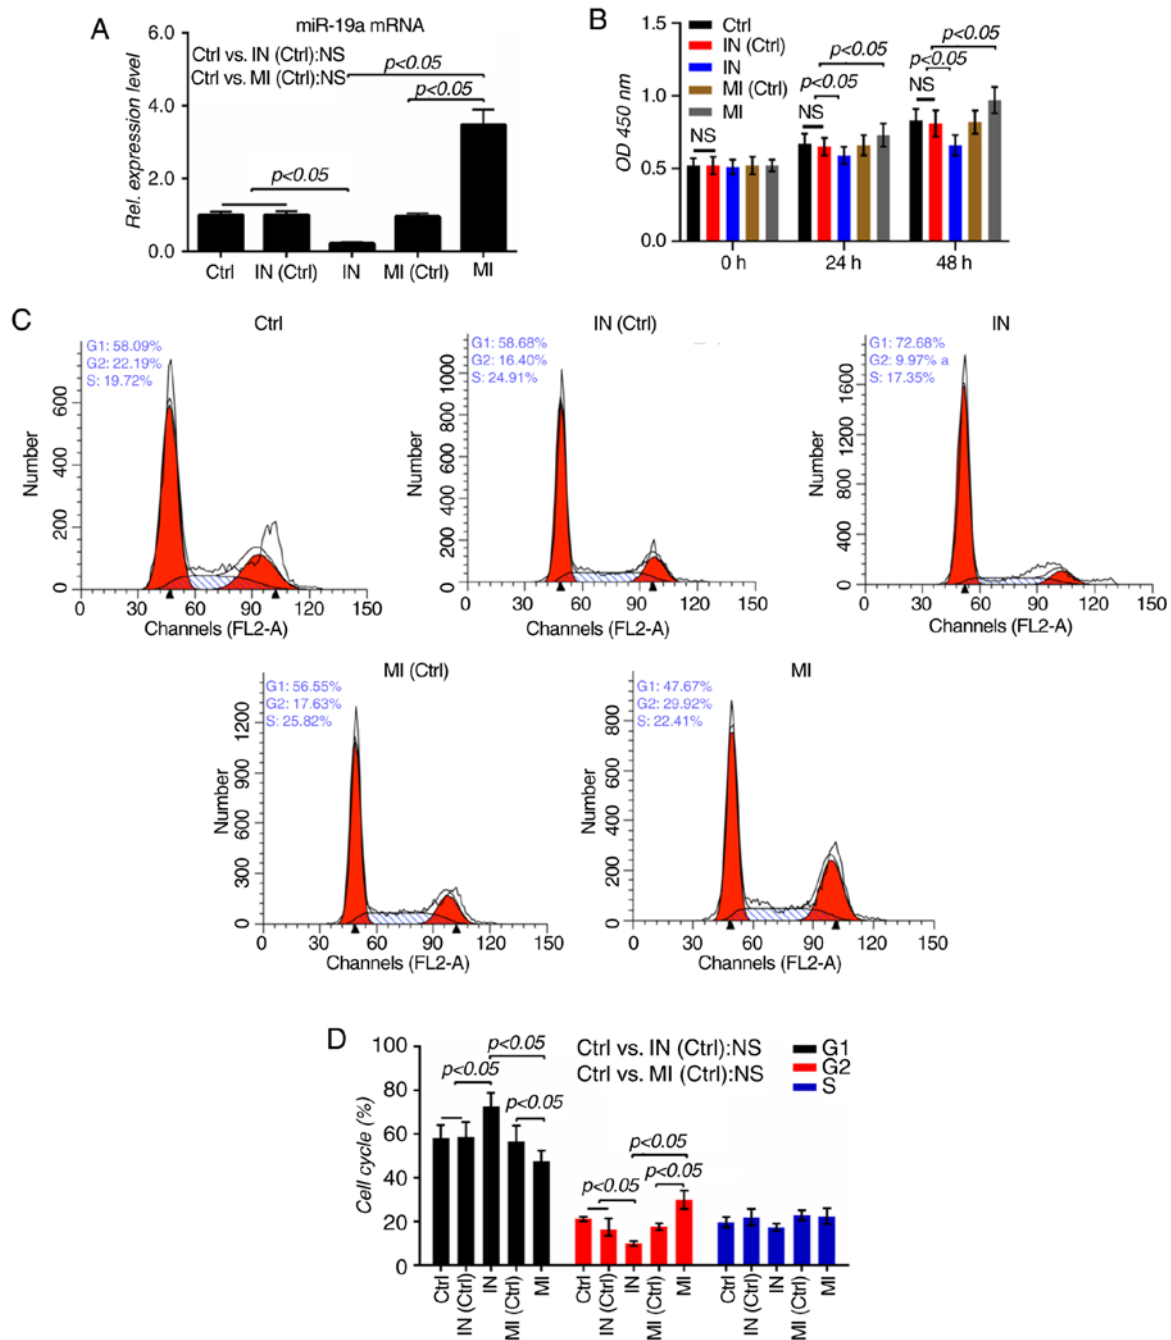 A
miR-19a mRNA
Ctrl vs. IN (Ctrl):NS
Ctrl vs. MI (Ctrl):NS
p<0.05
p<0.05
p<0.05
Rel. expression level
6.0
4.0
2.0
0.0
Ctrl IN (Ctrl) IN MI (Ctrl) MI
B
Ctrl
IN (Ctrl)
IN
MI (Ctrl)
MI
OD 450 nm
1.5
1.0
0.5
0.0
NS
NS
p<0.05
p<0.05
NS
p<0.05
p<0.05
0 h 24 h 48 h
C
Ctrl
G1: 58.09%
G2: 22.19%
S: 19.72%
Number
600
400
200
0
0 30 60 90 120 150
Channels (FL2-A)
IN (Ctrl)
G1: 58.68%
G2: 16.40%
S: 24.91%
Number
1000
800
600
400
200
0
0 30 60 90 120 150
Channels (FL2-A)
IN
G1: 72.68%
G2: 9.97% a
S: 17.35%
Number
1600
1200
800
400
0
0 30 60 90 120 150
Channels (FL2-A)
MI (Ctrl)
G1: 56.55%
G2: 17.63%
S: 25.82%
Number
1200
900
600
300
0
0 30 60 90 120 150
Channels (FL2-A)
MI
G1: 47.67%
G2: 29.92%
S: 22.41%
Number
800
600
400
200
0
0 30 60 90 120 150
Channels (FL2-A)
D
Ctrl vs. IN (Ctrl):NS
Ctrl vs. MI (Ctrl):NS
G1
G2
S
Cell cycle (%)
100
80
60
40
20
0
p<0.05
p<0.05
p<0.05
p<0.05
p<0.05
p<0.05
Ctrl IN (Ctrl) IN MI (Ctrl) MI
Ctrl IN (Ctrl) IN MI (Ctrl) MI
Ctrl IN (Ctrl) IN MI (Ctrl) MI